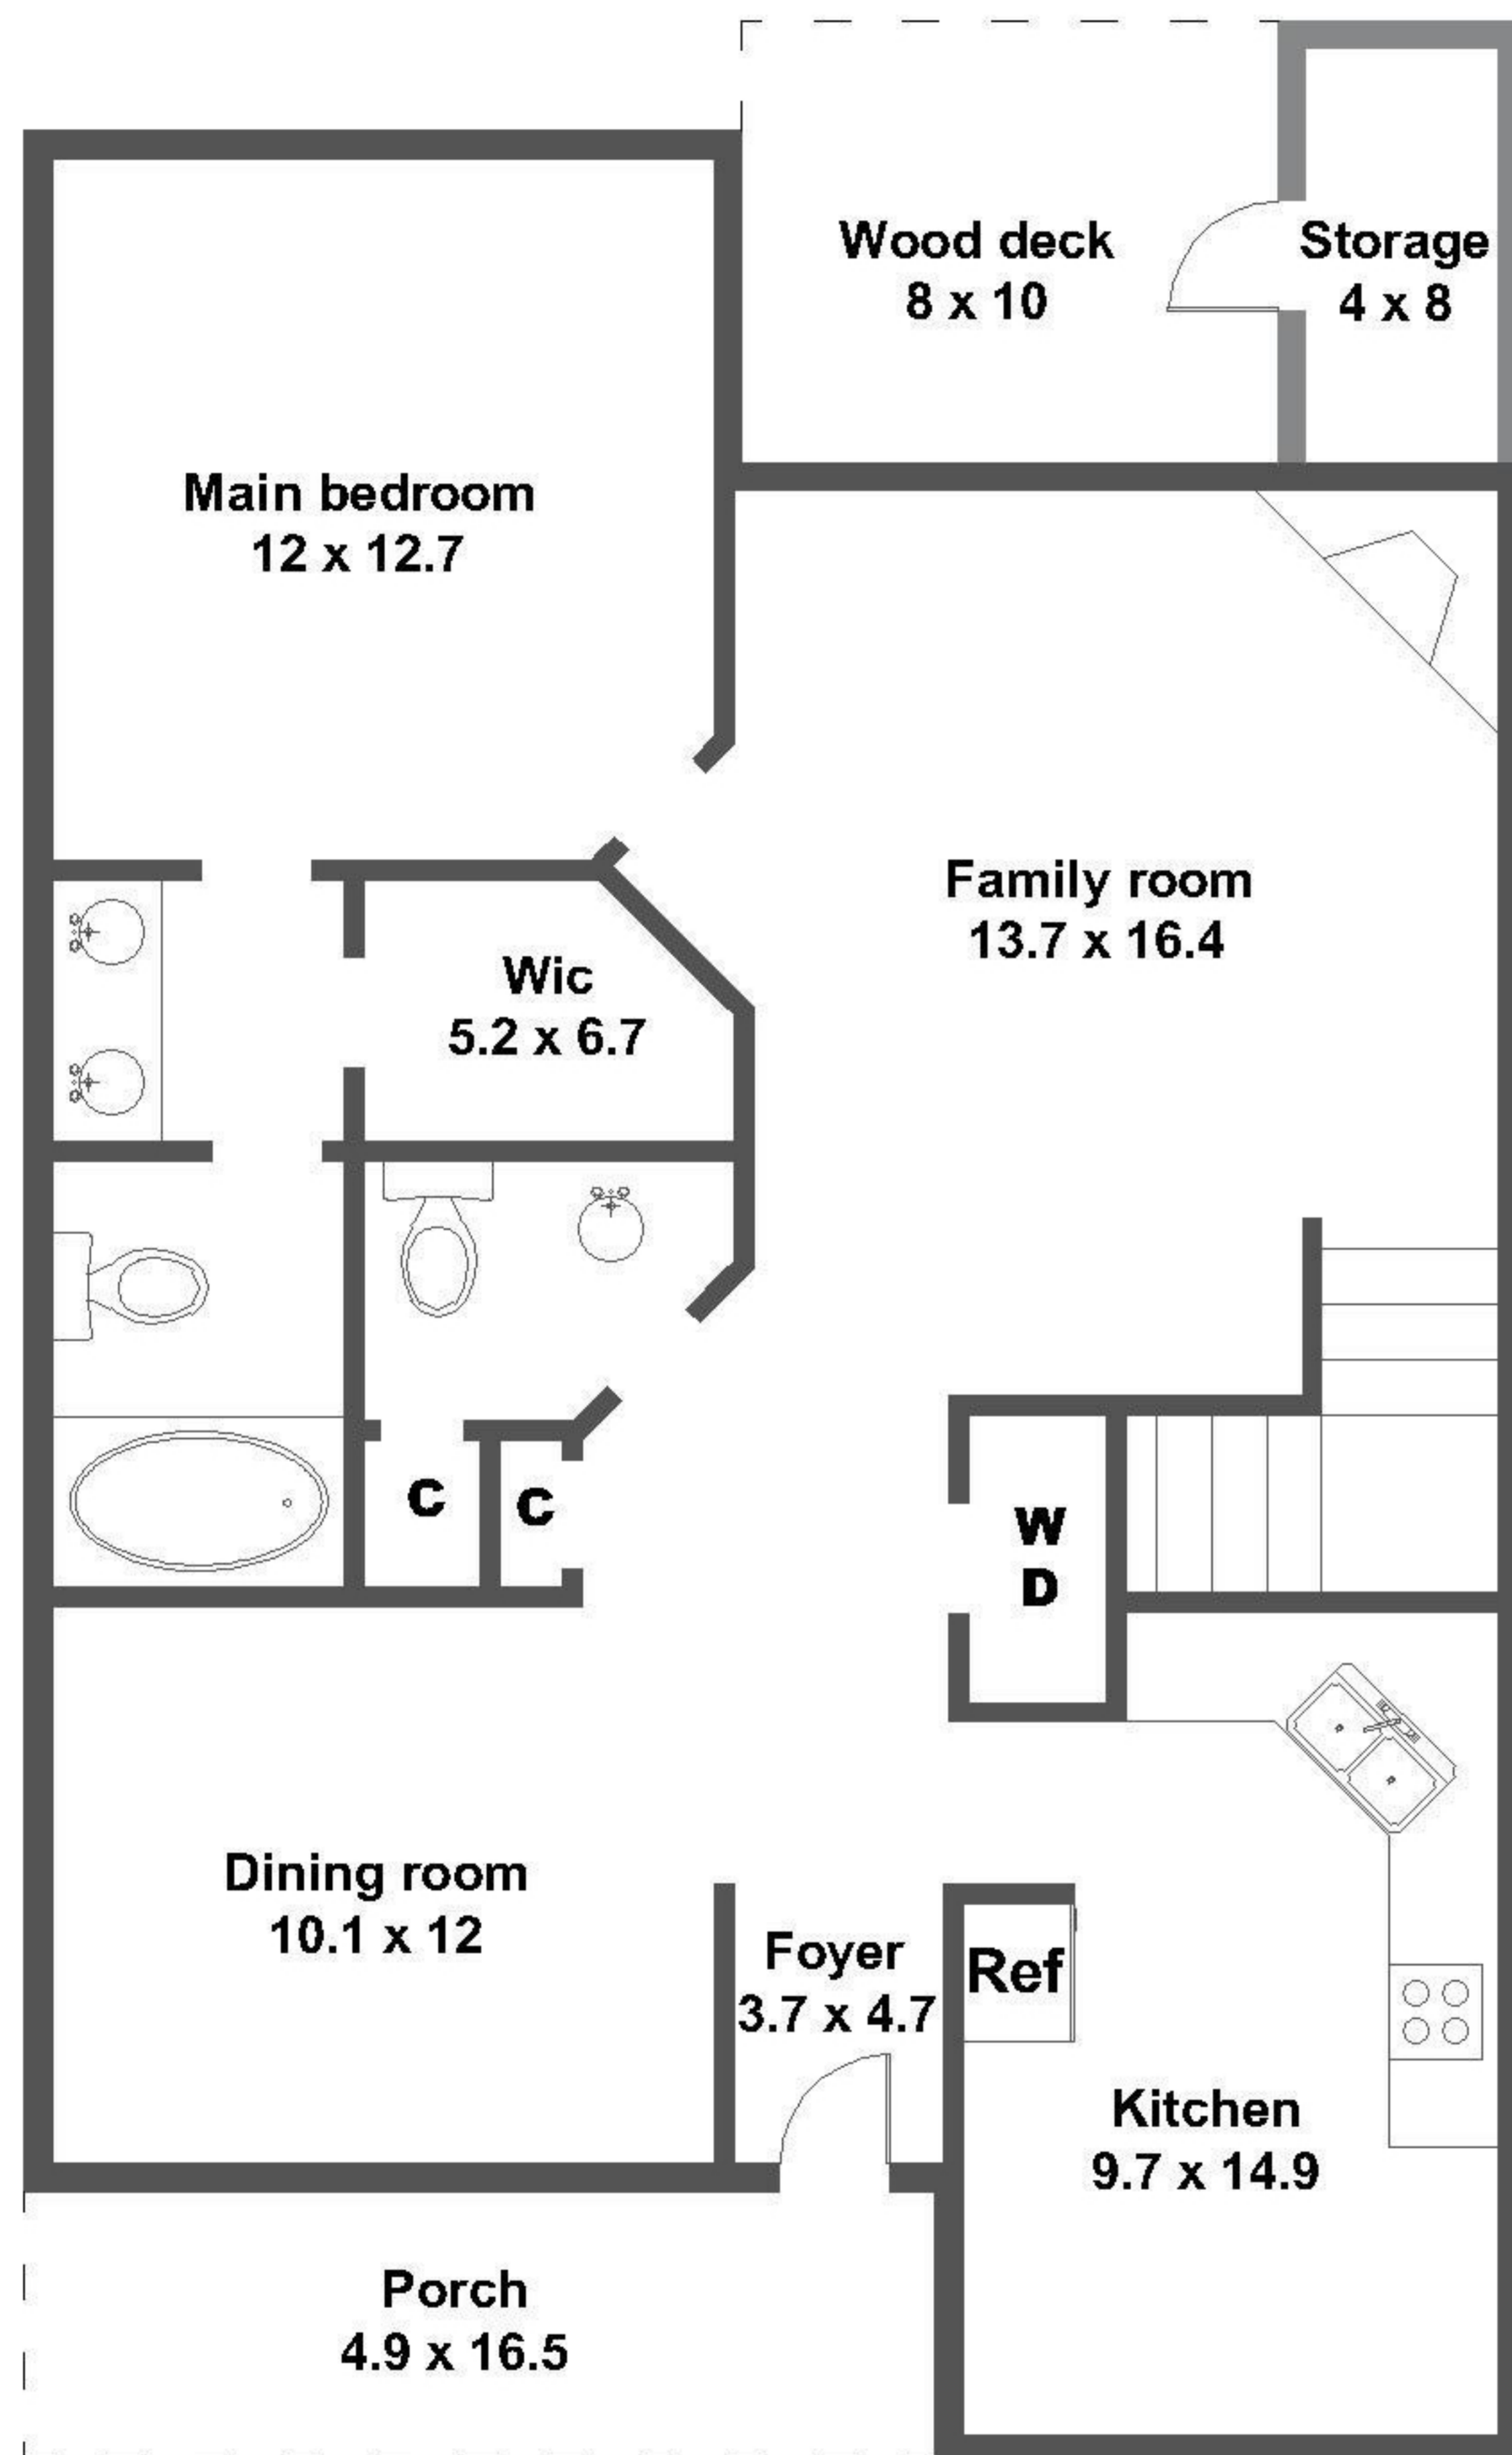 Wood deck
8 x 10
Storage
4 x 8
Main bedroom
12 x 12.7
Family room
13.7 x 16.4
Wic
5.2 x 6.7
C
C
W
D
Dining room
10.1 x 12
Foyer
3.7 x 4.7
Ref
Kitchen
9.7 x 14.9
Porch
4.9 x 16.5